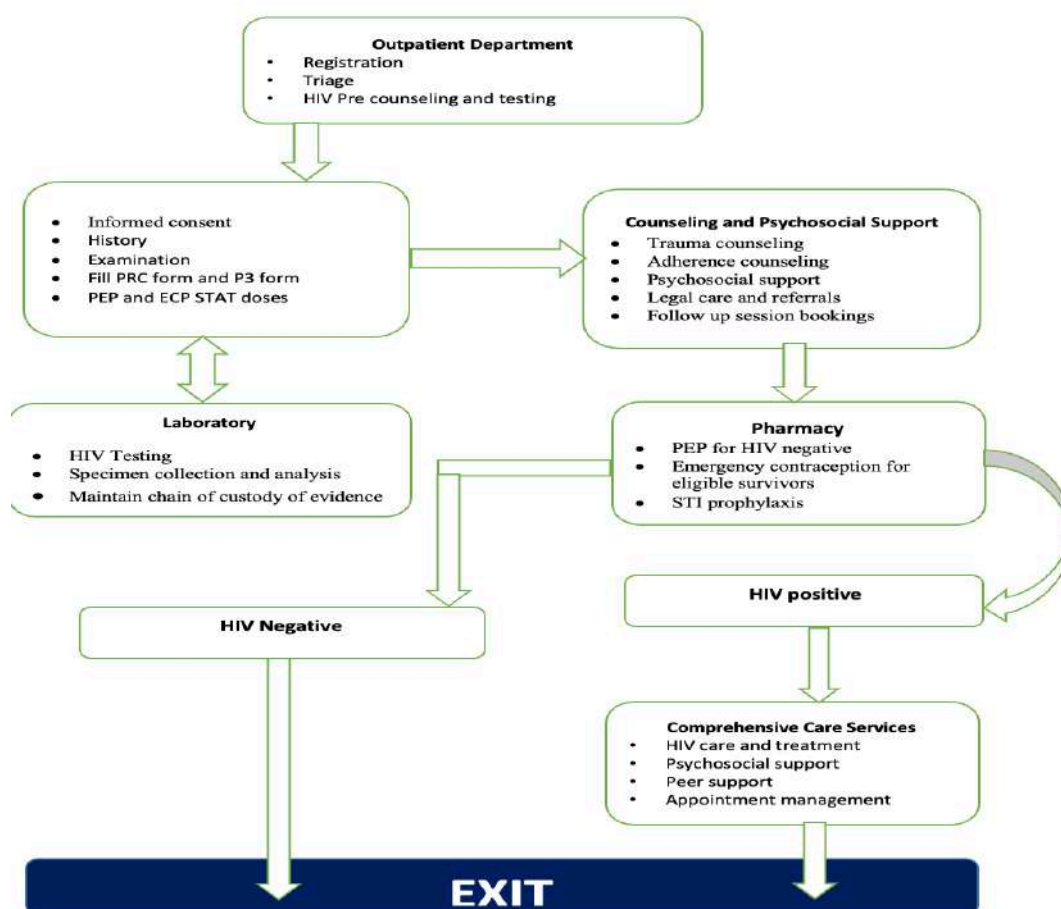 Outpatient Department
• Registration
• Triage
• HIV Pre counseling and testing
• Informed consent
• History
• Examination
• Fill PRC form and P3 form
• PEP and ECP STAT doses
Counseling and Psychosocial Support
• Trauma counseling
• Adherence counseling
• Psychosocial support
• Legal care and referrals
• Follow up session bookings
Laboratory
• HIV Testing
• Specimen collection and analysis
• Maintain chain of custody of evidence
Pharmacy
• PEP for HIV negative
• Emergency contraception for
eligible survivors
• STI prophylaxis
HIV Negative
HIV positive
Comprehensive Care Services
• HIV care and treatment
• Psychosocial support
• Peer support
• Appointment management
EXIT